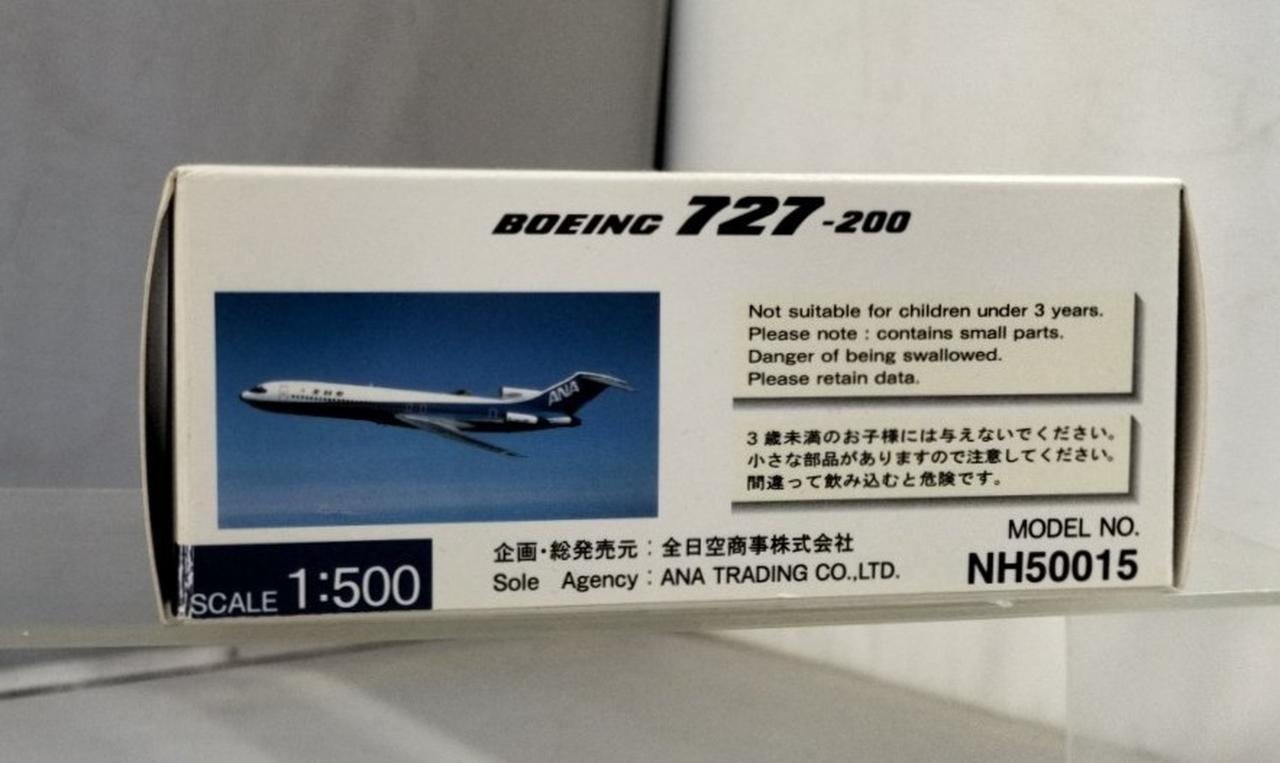 BOEING 727-200
ANA
Not suitable for children under 3 years.
Please note : contains small parts.
Danger of being swallowed.
Please retain data.
3歳未満のお子様には与えないでください。
小さな部品がありますので注意してください。
間違って飲み込むと危険です。
SCALE 1:500
企画・総発売元：全日空商事株式会社
Sole Agency : ANA TRADING CO.,LTD.
MODEL NO.
NH50015